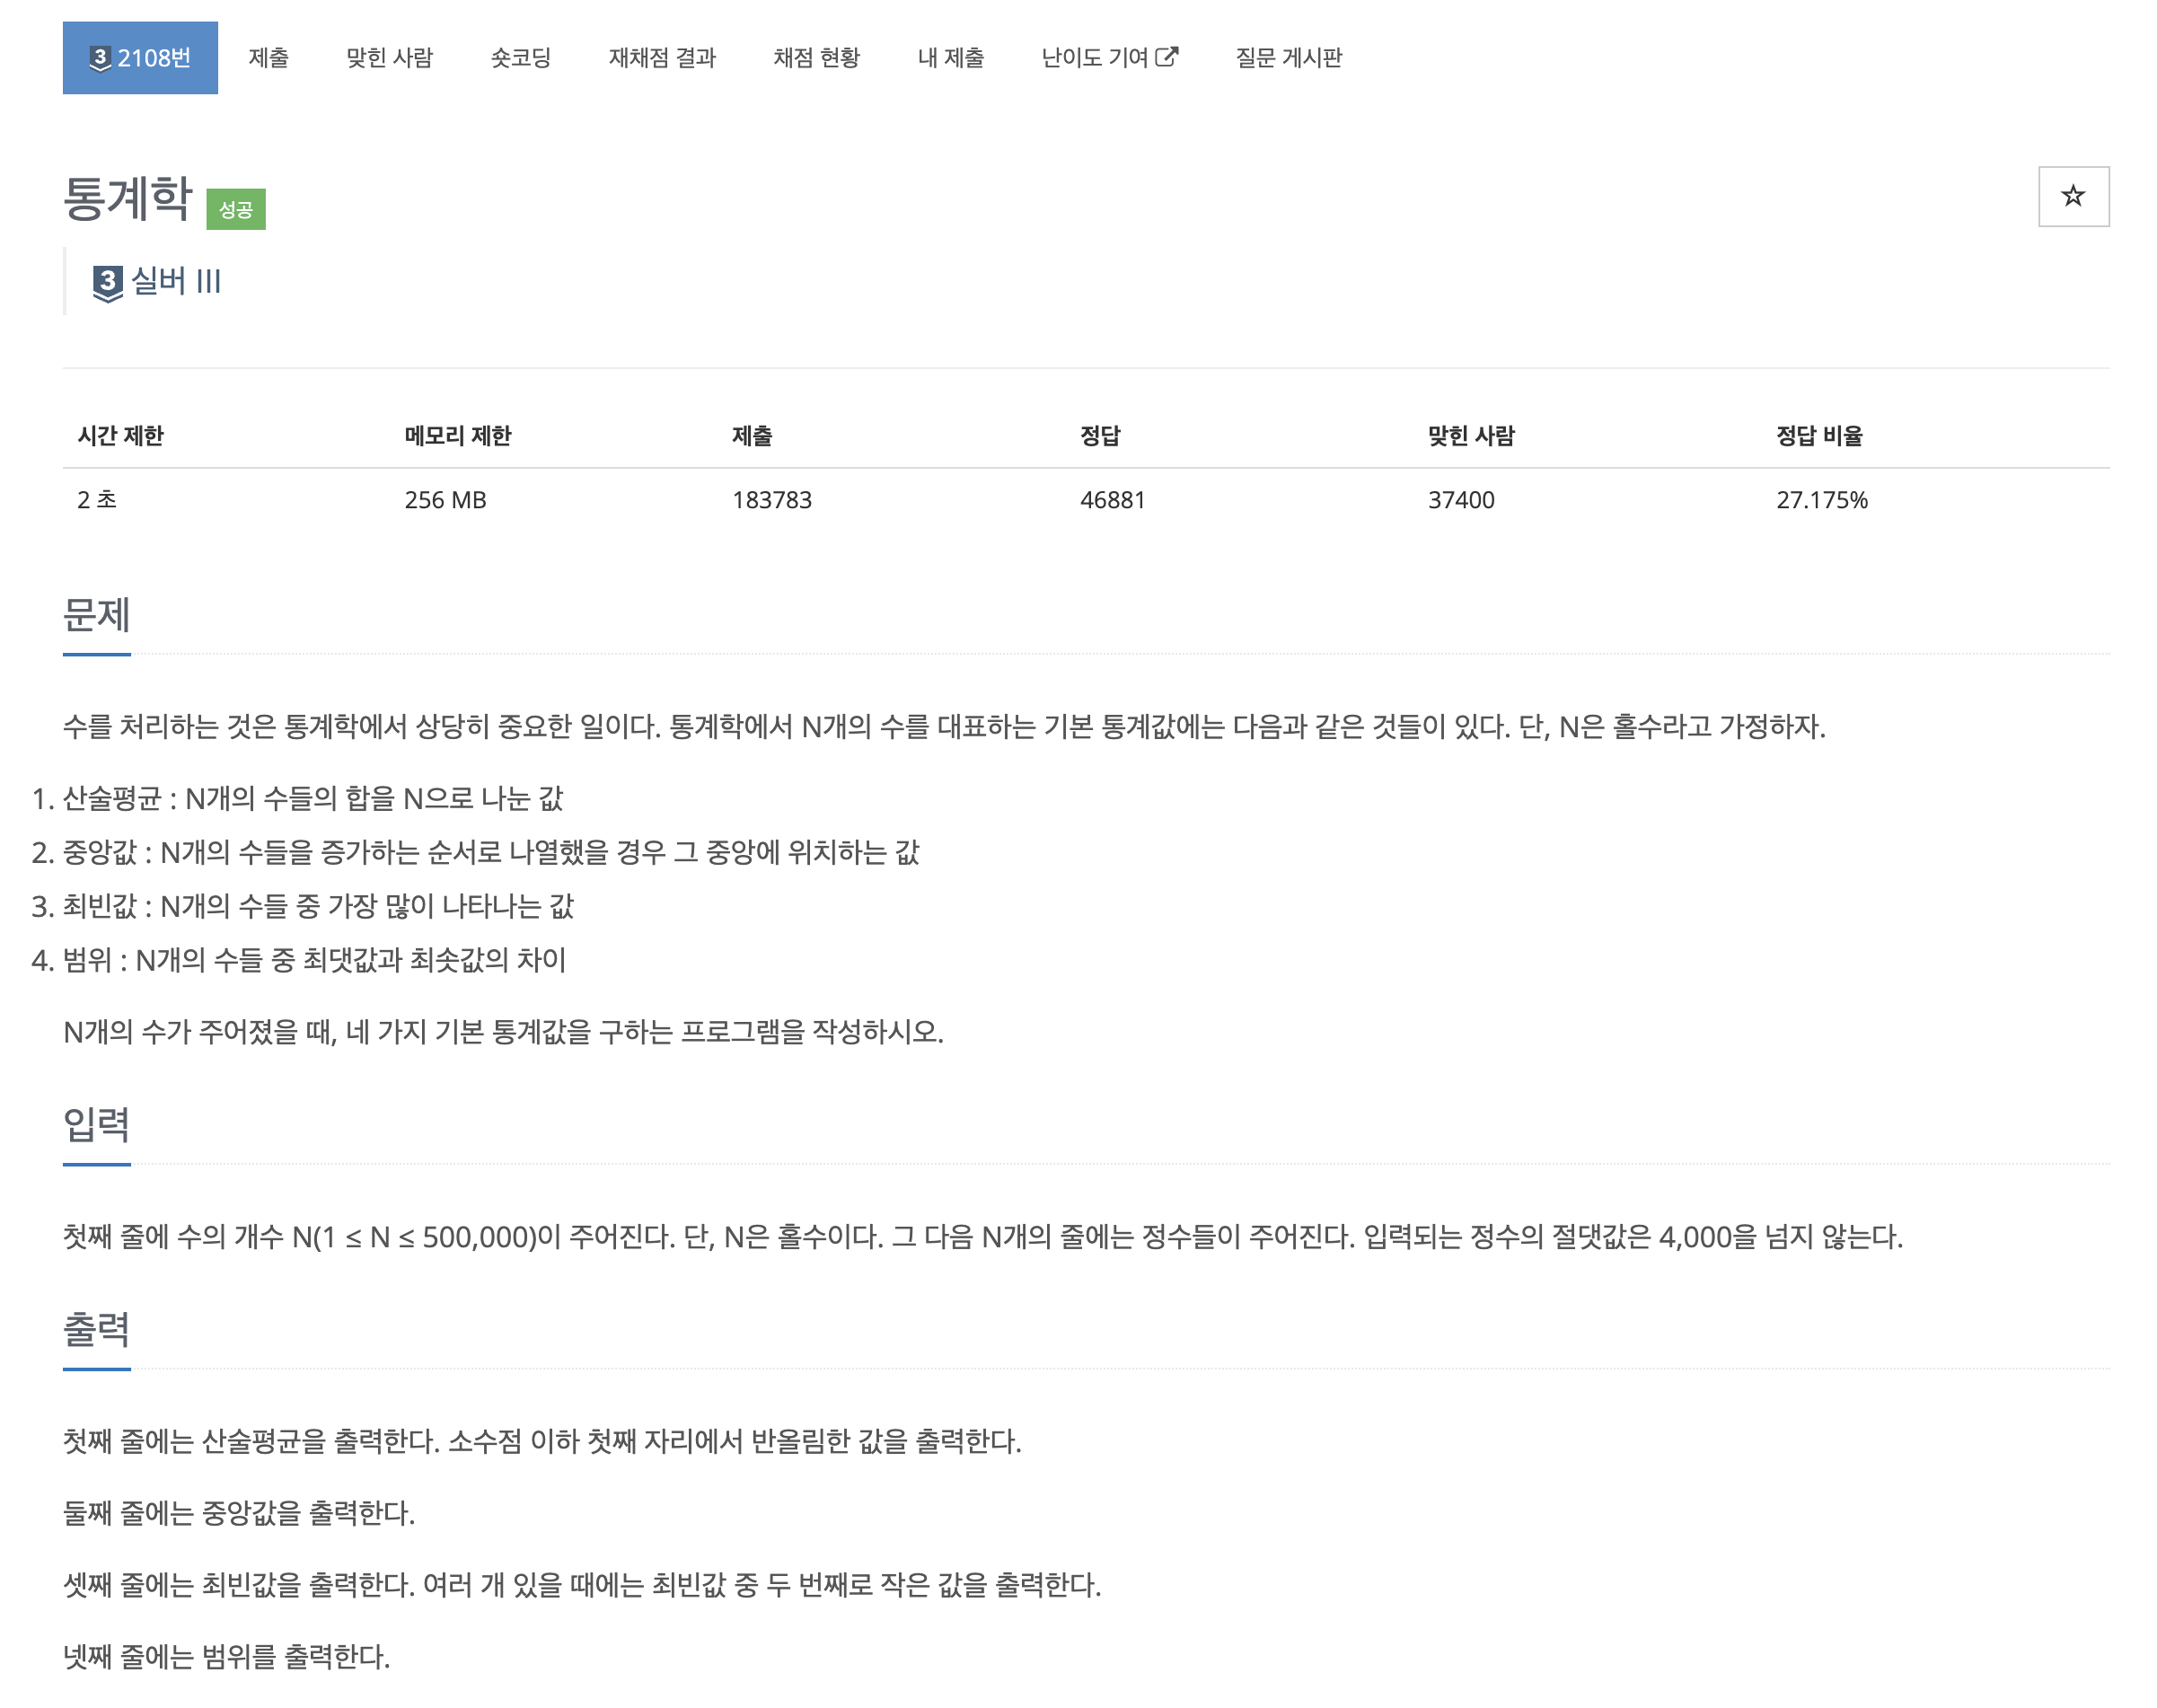 3 2108번 제출 맞힌 사람 숏코딩 재채점 결과 채점 현황 내 제출 난이도 기여 질문 게시판
통계학 성공
3 실버 III
시간 제한 메모리 제한 제출 정답 맞힌 사람 정답 비율
2 초 256 MB 183783 46881 37400 27.175%
문제
수를 처리하는 것은 통계학에서 상당히 중요한 일이다. 통계학에서 N개의 수를 대표하는 기본 통계값에는 다음과 같은 것들이 있다. 단, N은 홀수라고 가정하자.
1. 산술평균 : N개의 수들의 합을 N으로 나눈 값
2. 중앙값 : N개의 수들을 증가하는 순서로 나열했을 경우 그 중앙에 위치하는 값
3. 최빈값 : N개의 수들 중 가장 많이 나타나는 값
4. 범위 : N개의 수들 중 최댓값과 최솟값의 차이
N개의 수가 주어졌을 때, 네 가지 기본 통계값을 구하는 프로그램을 작성하시오.
입력
첫째 줄에 수의 개수 N(1 ≤ N ≤ 500,000)이 주어진다. 단, N은 홀수이다. 그 다음 N개의 줄에는 정수들이 주어진다. 입력되는 정수의 절댓값은 4,000을 넘지 않는다.
출력
첫째 줄에는 산술평균을 출력한다. 소수점 이하 첫째 자리에서 반올림한 값을 출력한다.
둘째 줄에는 중앙값을 출력한다.
셋째 줄에는 최빈값을 출력한다. 여러 개 있을 때에는 최빈값 중 두 번째로 작은 값을 출력한다.
넷째 줄에는 범위를 출력한다.